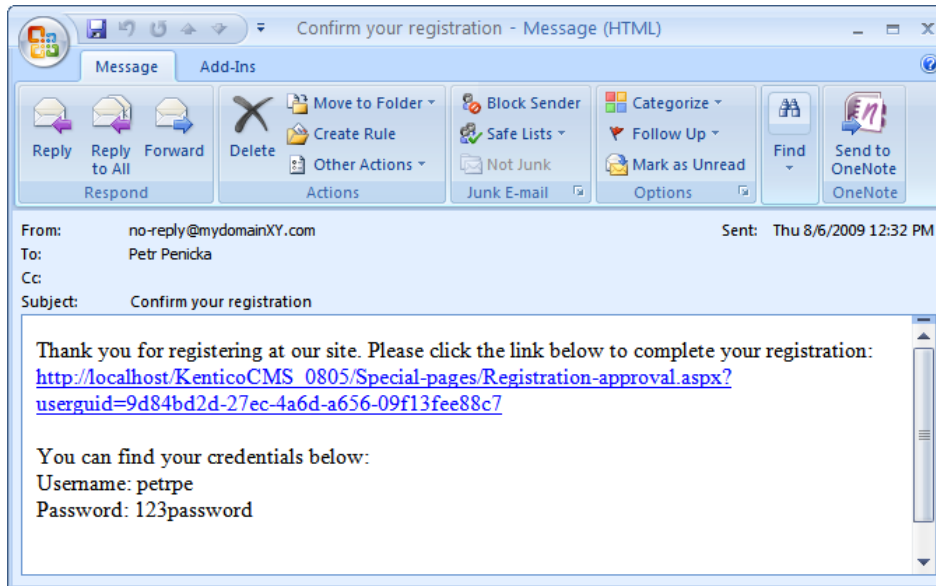 Confirm your registration - Message (HTML)
Message Add-Ins
Reply
Reply to All
Forward
Delete
Move to Folder
Create Rule
Other Actions
Block Sender
Safe Lists
Not Junk
Categorize
Follow Up
Mark as Unread
Find
Send to OneNote
Respond Actions Junk E-mail Options OneNote
From: no-reply@mydomainXY.com Sent: Thu 8/6/2009 12:32 PM
To: Petr Penicka
Cc:
Subject: Confirm your registration
Thank you for registering at our site. Please click the link below to complete your registration:
http://localhost/KenticoCMS_0805/Special-pages/Registration-approval.aspx?
userguid=9d84bd2d-27ec-4a6d-a656-09f13fee88c7
You can find your credentials below:
Username: petrpe
Password: 123password